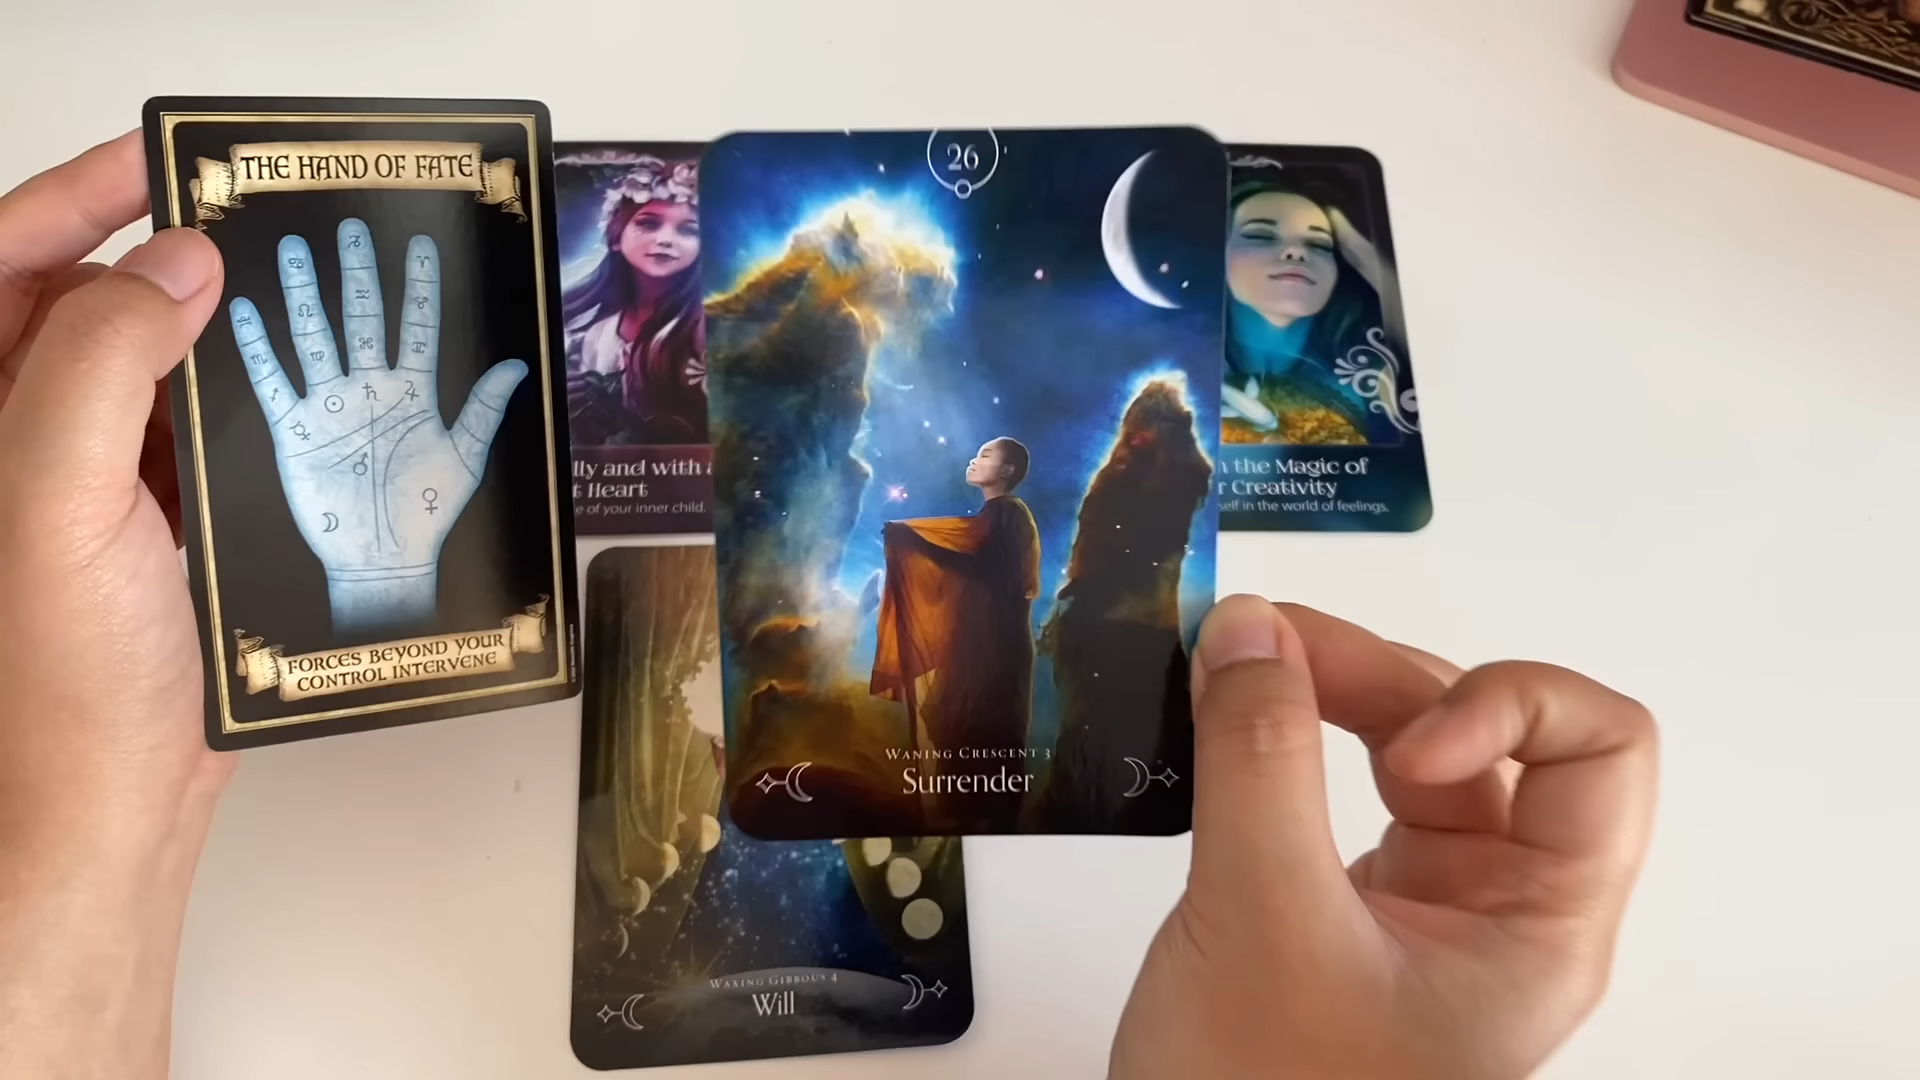 THE HAND OF FATE
FORCES BEYOND YOUR
CONTROL INTERVENE
lly and with
t Heart
e of your inner child.
26
WANING CRESCENT 3
Surrender
the Magic of
r Creativity
self in the world of feelings.
WAXING GIBBOUS 4
Will